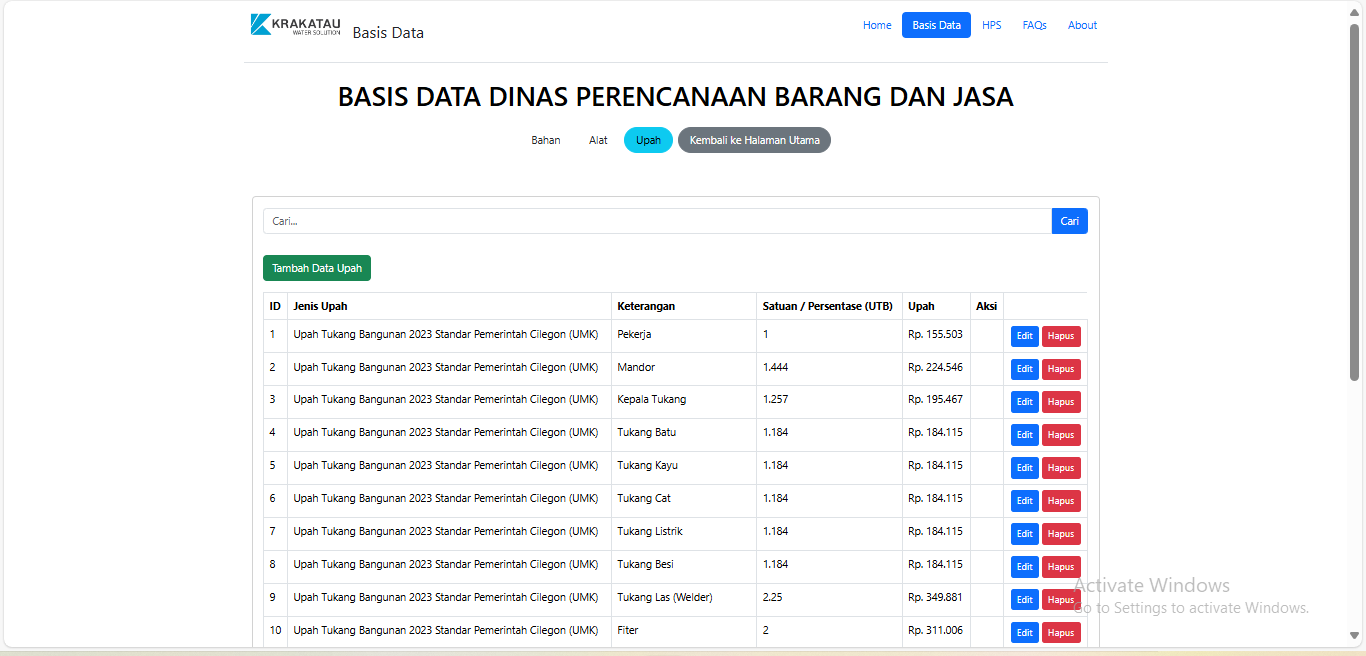 KRAKATAU
WATER SOLUTION
Basis Data
Home Basis Data HPS FAQs About
BASIS DATA DINAS PERENCANAAN BARANG DAN JASA
Bahan Alat Upah Kembali ke Halaman Utama
Cari... Cari
Tambah Data Upah
ID Jenis Upah Keterangan Satuan / Persentase (UTB) Upah Aksi
1 Upah Tukang Bangunan 2023 Standar Pemerintah Cilegon (UMK) Pekerja 1 Rp. 155.503 Edit Hapus
2 Upah Tukang Bangunan 2023 Standar Pemerintah Cilegon (UMK) Mandor 1.444 Rp. 224.546 Edit Hapus
3 Upah Tukang Bangunan 2023 Standar Pemerintah Cilegon (UMK) Kepala Tukang 1.257 Rp. 195.467 Edit Hapus
4 Upah Tukang Bangunan 2023 Standar Pemerintah Cilegon (UMK) Tukang Batu 1.184 Rp. 184.115 Edit Hapus
5 Upah Tukang Bangunan 2023 Standar Pemerintah Cilegon (UMK) Tukang Kayu 1.184 Rp. 184.115 Edit Hapus
6 Upah Tukang Bangunan 2023 Standar Pemerintah Cilegon (UMK) Tukang Cat 1.184 Rp. 184.115 Edit Hapus
7 Upah Tukang Bangunan 2023 Standar Pemerintah Cilegon (UMK) Tukang Listrik 1.184 Rp. 184.115 Edit Hapus
8 Upah Tukang Bangunan 2023 Standar Pemerintah Cilegon (UMK) Tukang Besi 1.184 Rp. 184.115 Edit Hapus
9 Upah Tukang Bangunan 2023 Standar Pemerintah Cilegon (UMK) Tukang Las (Welder) 2.25 Rp. 349.881 Edit Hapus
10 Upah Tukang Bangunan 2023 Standar Pemerintah Cilegon (UMK) Fiter 2 Rp. 311.006 Edit Hapus
Activate Windows
Go to Settings to activate Windows.